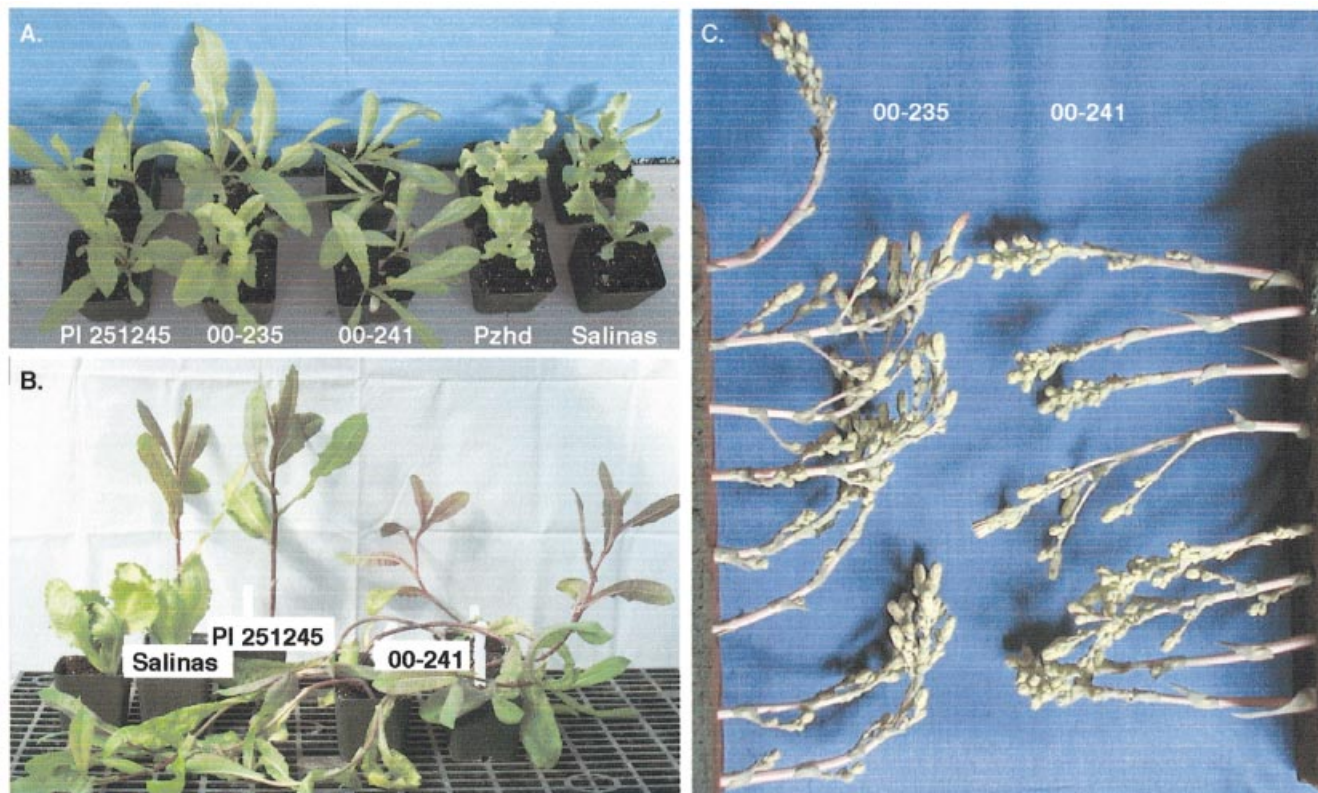 A.
PI 251245 00-235 00-241 Pzhd Salinas
B.
PI 251245
Salinas 00-241
C.
00-235 00-241